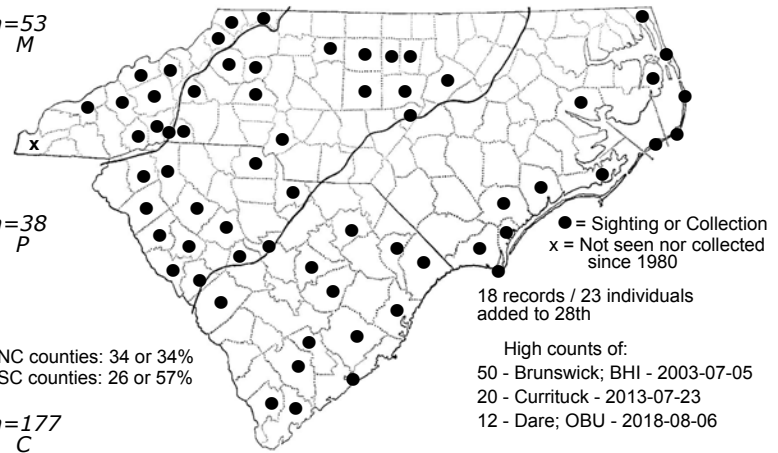 n=53
M
x
n=38
P
● = Sighting or Collection
x = Not seen nor collected
since 1980
18 records / 23 individuals
added to 28th
NC counties: 34 or 34%
SC counties: 26 or 57%
High counts of:
50 - Brunswick; BHI - 2003-07-05
20 - Currituck - 2013-07-23
12 - Dare; OBU - 2018-08-06
n=177
C